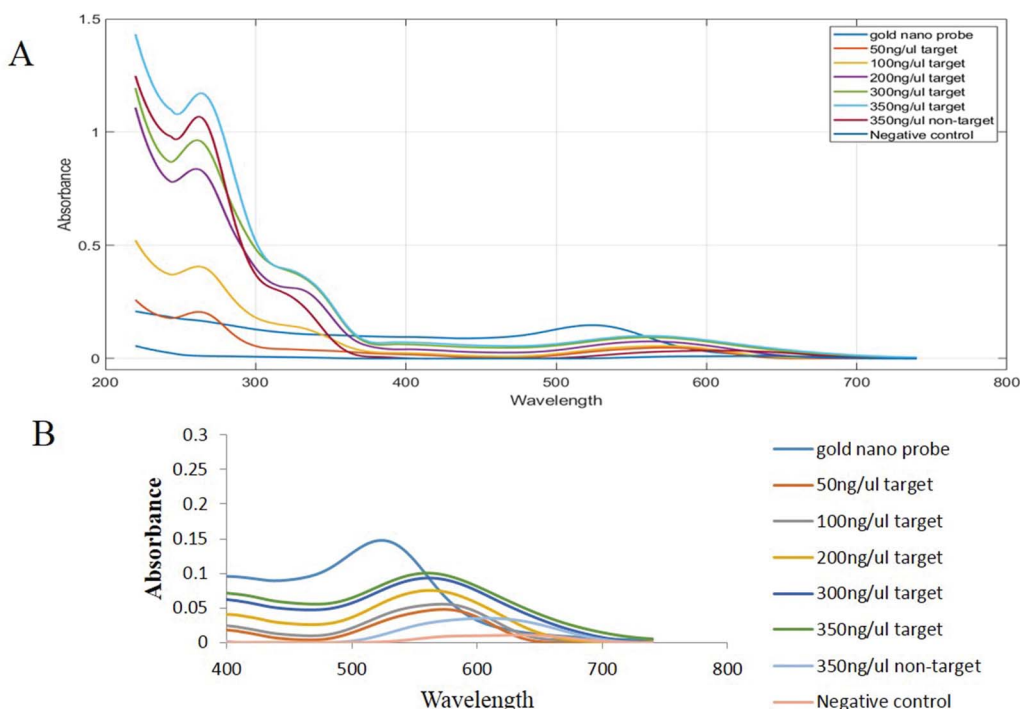 A
1.5
1
0.5
0
Absorbance
200 300 400 500 600 700 800
Wavelength
gold nano probe
50ng/ul target
100ng/ul target
200ng/ul target
300ng/ul target
350ng/ul target
350ng/ul non-target
Negative control
B
0.3
0.25
0.2
0.15
0.1
0.05
0
Absorbance
400 500 600 700 800
Wavelength
gold nano probe
50ng/ul target
100ng/ul target
200ng/ul target
300ng/ul target
350ng/ul target
350ng/ul non-target
Negative control